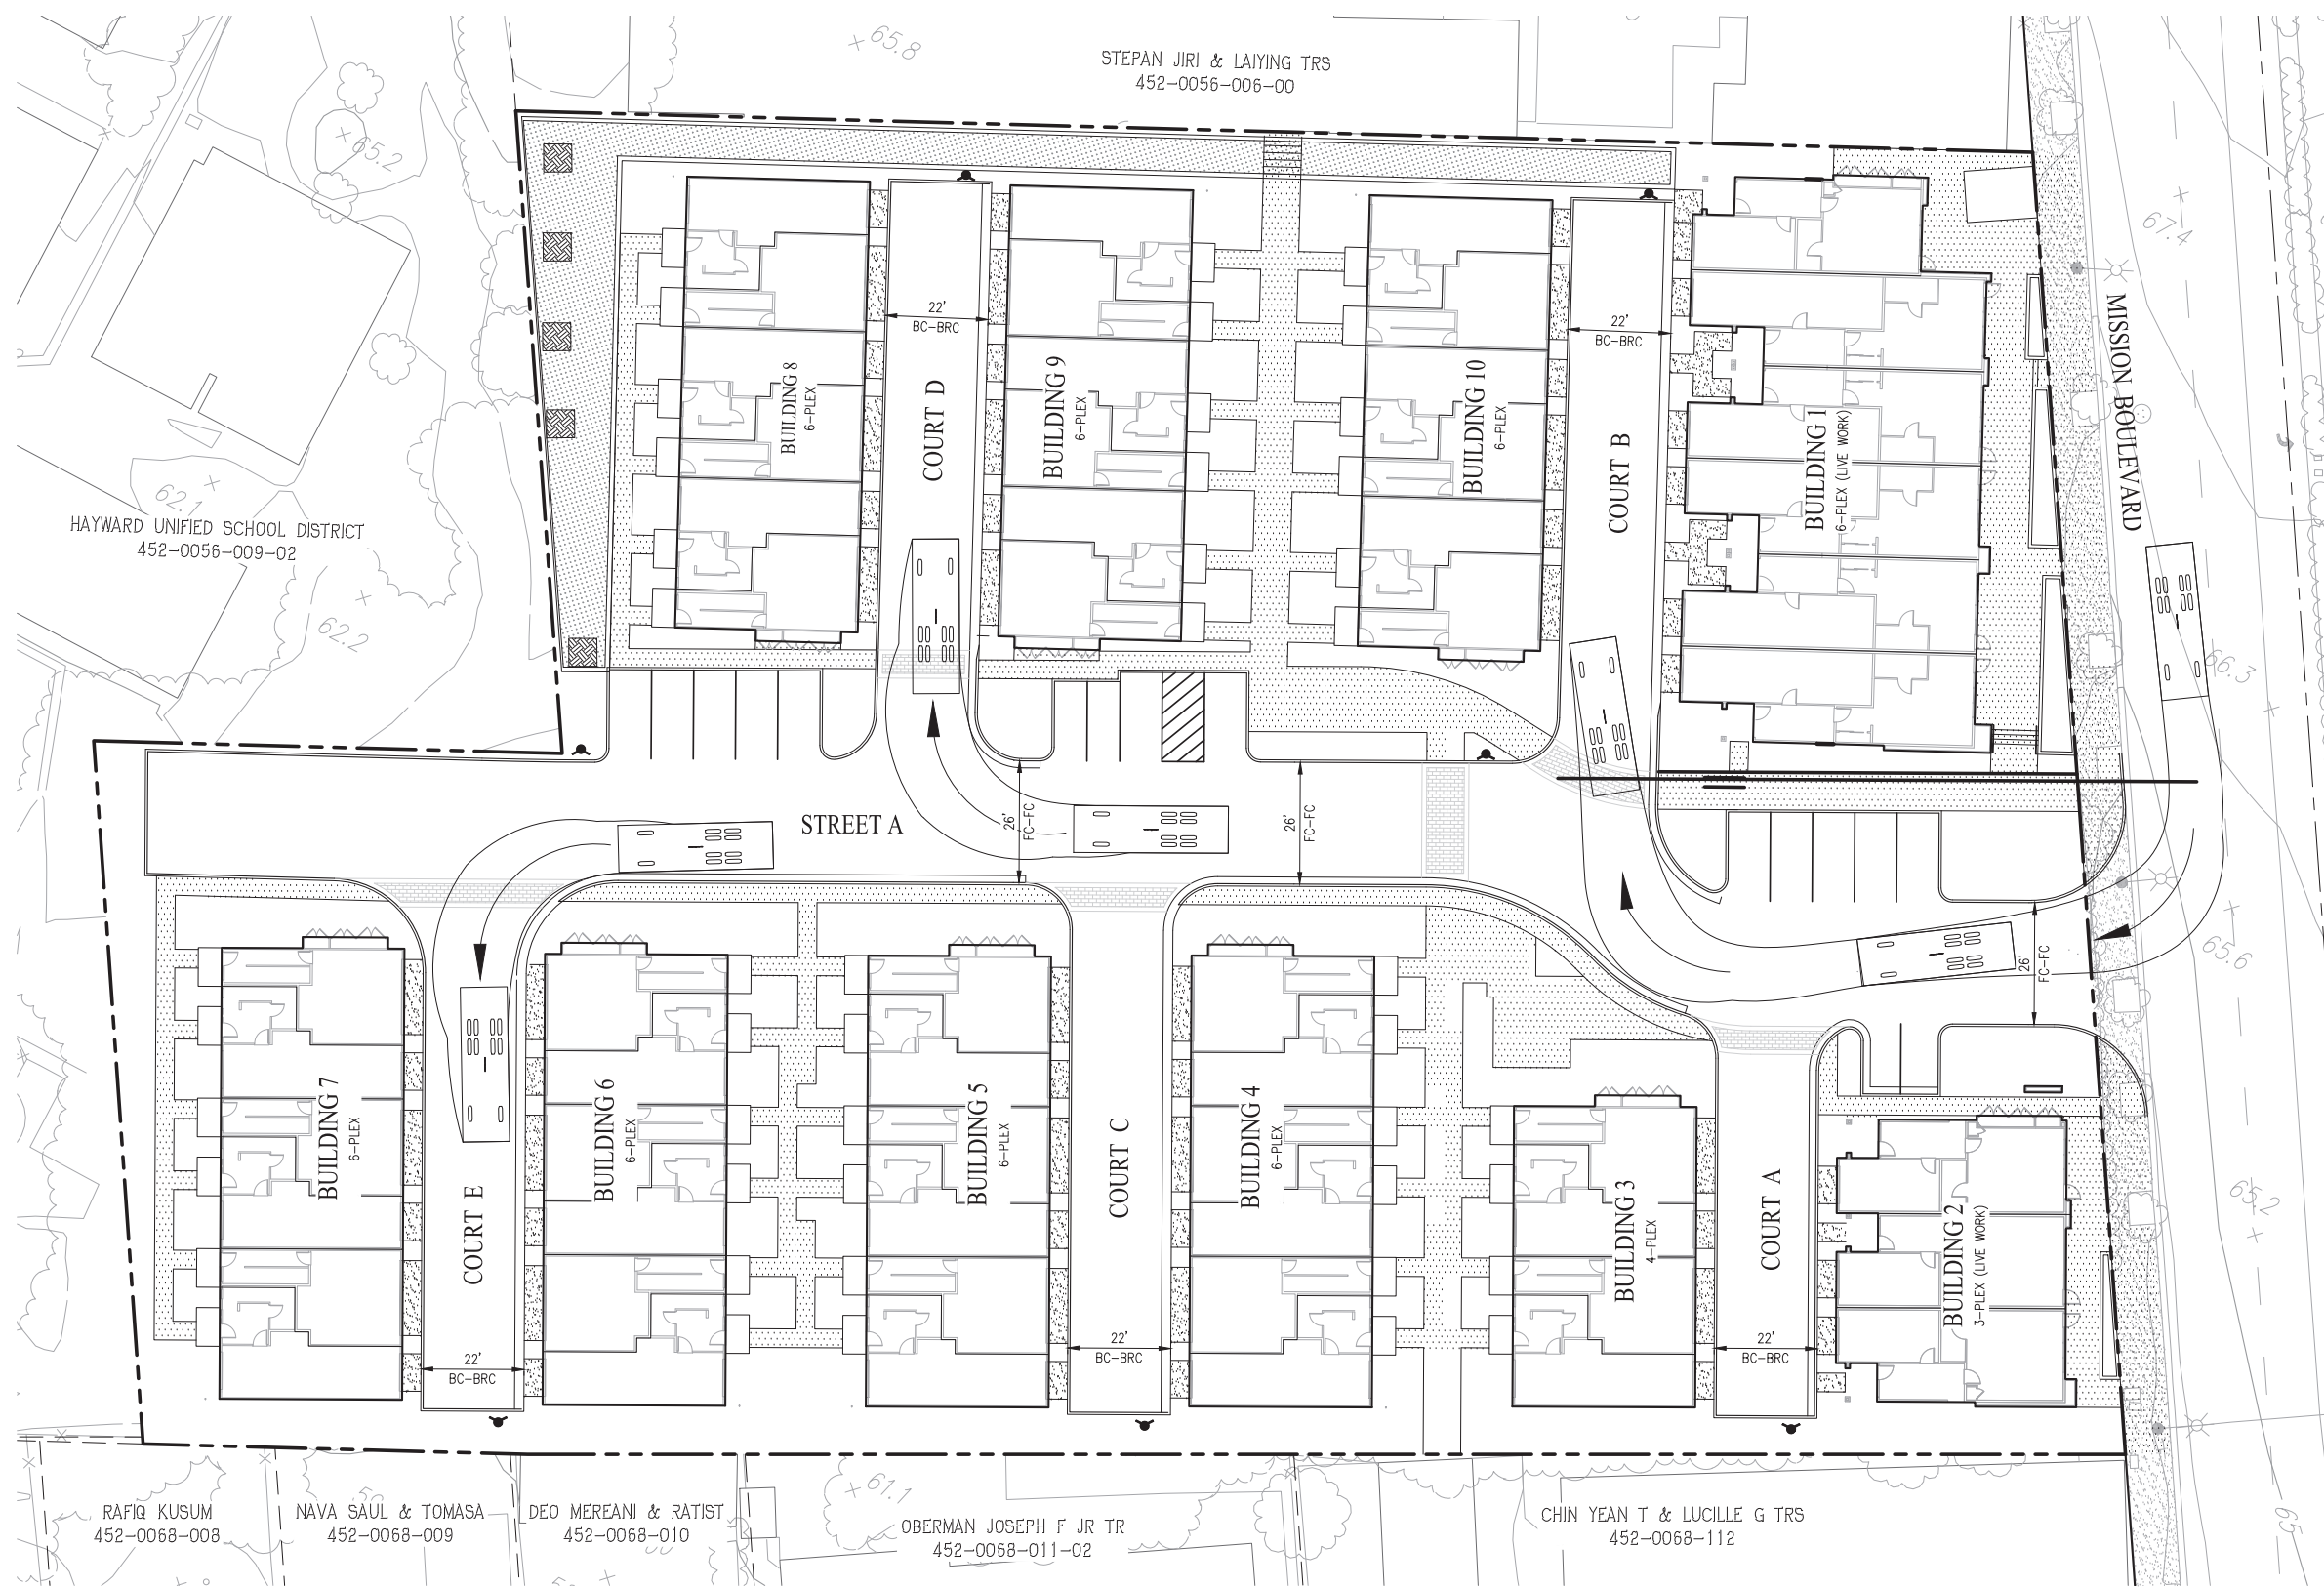 65.8
STEPAN JIRI & LAIYING TRS
452-0056-006-00
65.2
67.4
22'
BC-BRC
22'
BC-BRC
MISSION BOULEVARD
BUILDING 8
6-PLEX
COURT D
BUILDING 9
6-PLEX
BUILDING 10
6-PLEX
COURT B
BUILDING 1
6-PLEX (LIVE WORK)
62.1
HAYWARD UNIFIED SCHOOL DISTRICT
452-0056-009-02
62.2
66.3
STREET A
26'
FC-FC
26'
FC-FC
26'
FC-FC
65.6
BUILDING 7
6-PLEX
COURT E
BUILDING 6
6-PLEX
BUILDING 5
6-PLEX
COURT C
BUILDING 4
6-PLEX
BUILDING 3
4-PLEX
COURT A
BUILDING 2
3-PLEX (LIVE WORK)
65.2
22'
BC-BRC
22'
BC-BRC
22'
BC-BRC
61.1
65
RAFIQ KUSUM
452-0068-008
NAVA SAUL & TOMASA
452-0068-009
DEO MEREANI & RATIST
452-0068-010
OBERMAN JOSEPH F JR TR
452-0068-011-02
CHIN YEAN T & LUCILLE G TRS
452-0068-112